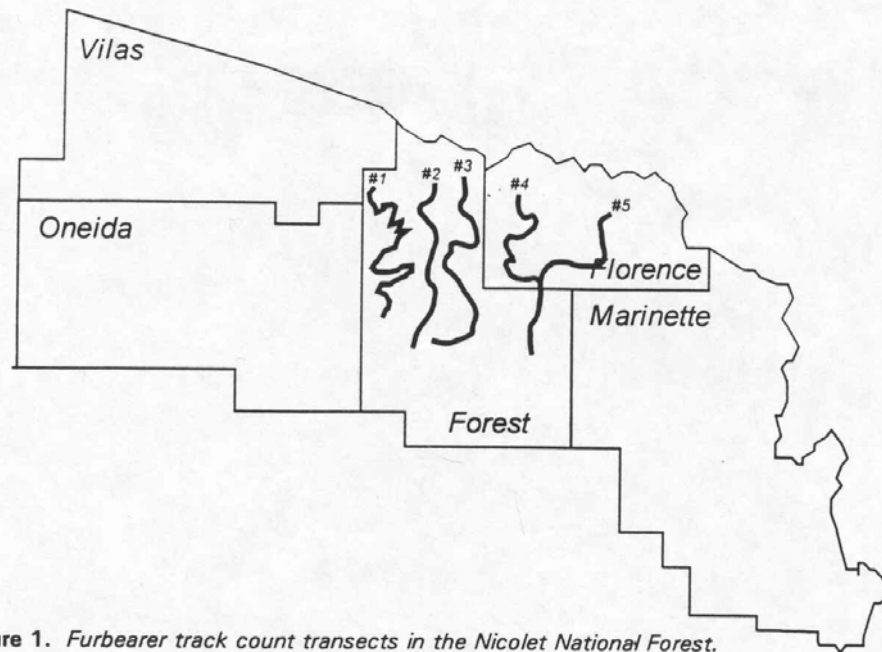 Vilas
#1
#2
#3
#4
#5
Oneida
Florence
Marinette
Forest
ure 1. Furbearer track count transects in the Nicolet National Forest.